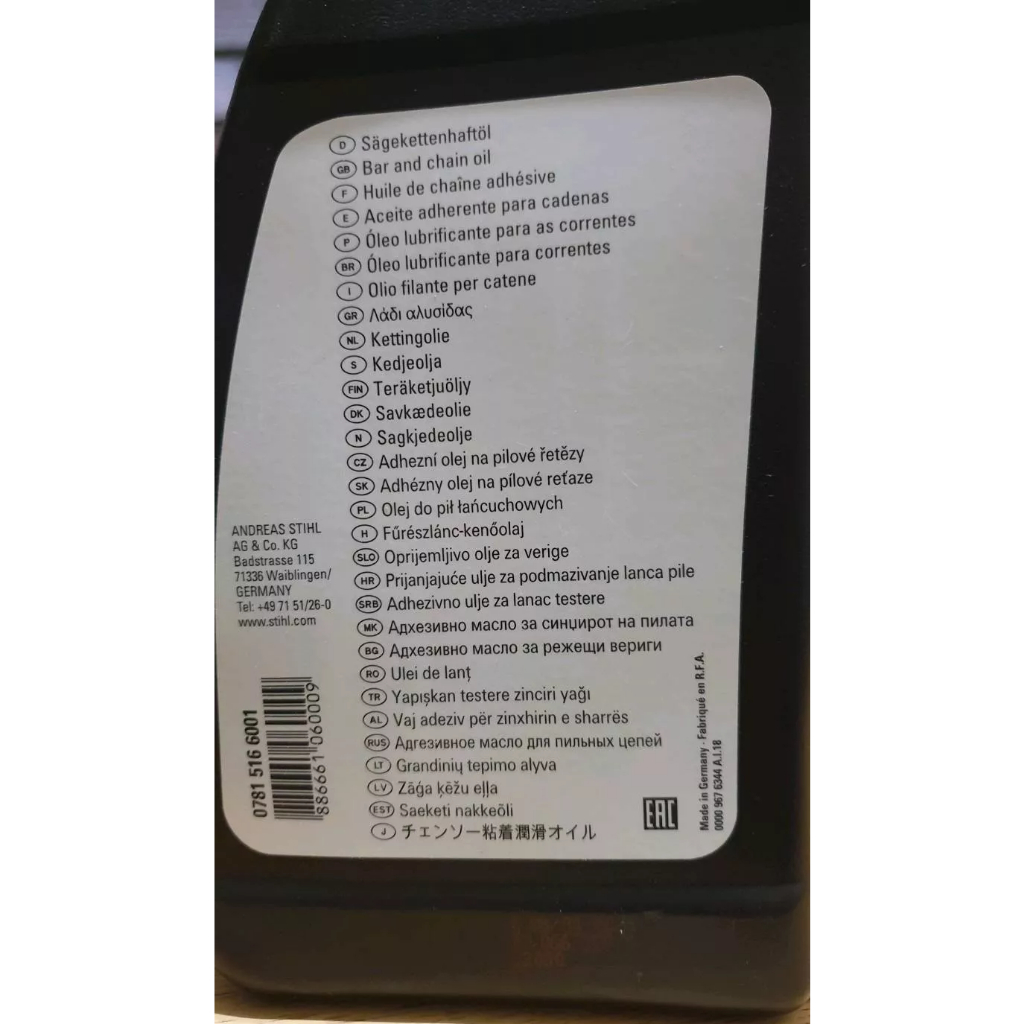 D Sägekettenhaftöl
GB Bar and chain oil
F Huile de chaîne adhésive
E Aceite adherente para cadenas
P Óleo lubrificante para as correntes
BR Óleo lubrificante para correntes
I Olio filante per catene
GR Λάδι αλυσίδας
NL Kettingolie
S Kedjeolja
FIN Teräketjuöljy
DK Savkædeolie
N Sagkjedeolje
CZ Adhezní olej na pilové řetězy
SK Adhézny olej na pílové reťaze
PL Olej do pił łańcuchowych
H Fűrészlánc-kenőolaj
SLO Oprijemljivo olje za verige
HR Prijanjajuće ulje za podmazivanje lanca pile
SRB Adhezivno ulje za lanac testere
MK Адхезивно масло за синџирот на пилата
BG Адхезивно масло за режещи вериги
RO Ulei de lanț
TR Yapışkan testere zinciri yağı
AL Vaj adeziv për zinxhirin e sharrës
RUS Адгезивное масло для пильных цепей
LT Grandinių tepimo alyva
LV Zāģa ķēžu eļļa
EST Saeketi nakkeõli
J チェンソー粘着潤滑オイル
ANDREAS STIHL
AG & Co. KG
Badstrasse 115
71336 Waiblingen/
GERMANY
Tel: +49 71 51/26-0
www.stihl.com
0781 516 6001
886661 060009
EAC
Made in Germany · Fabriqué en R.F.A.
0000 967 6344 A.I.18